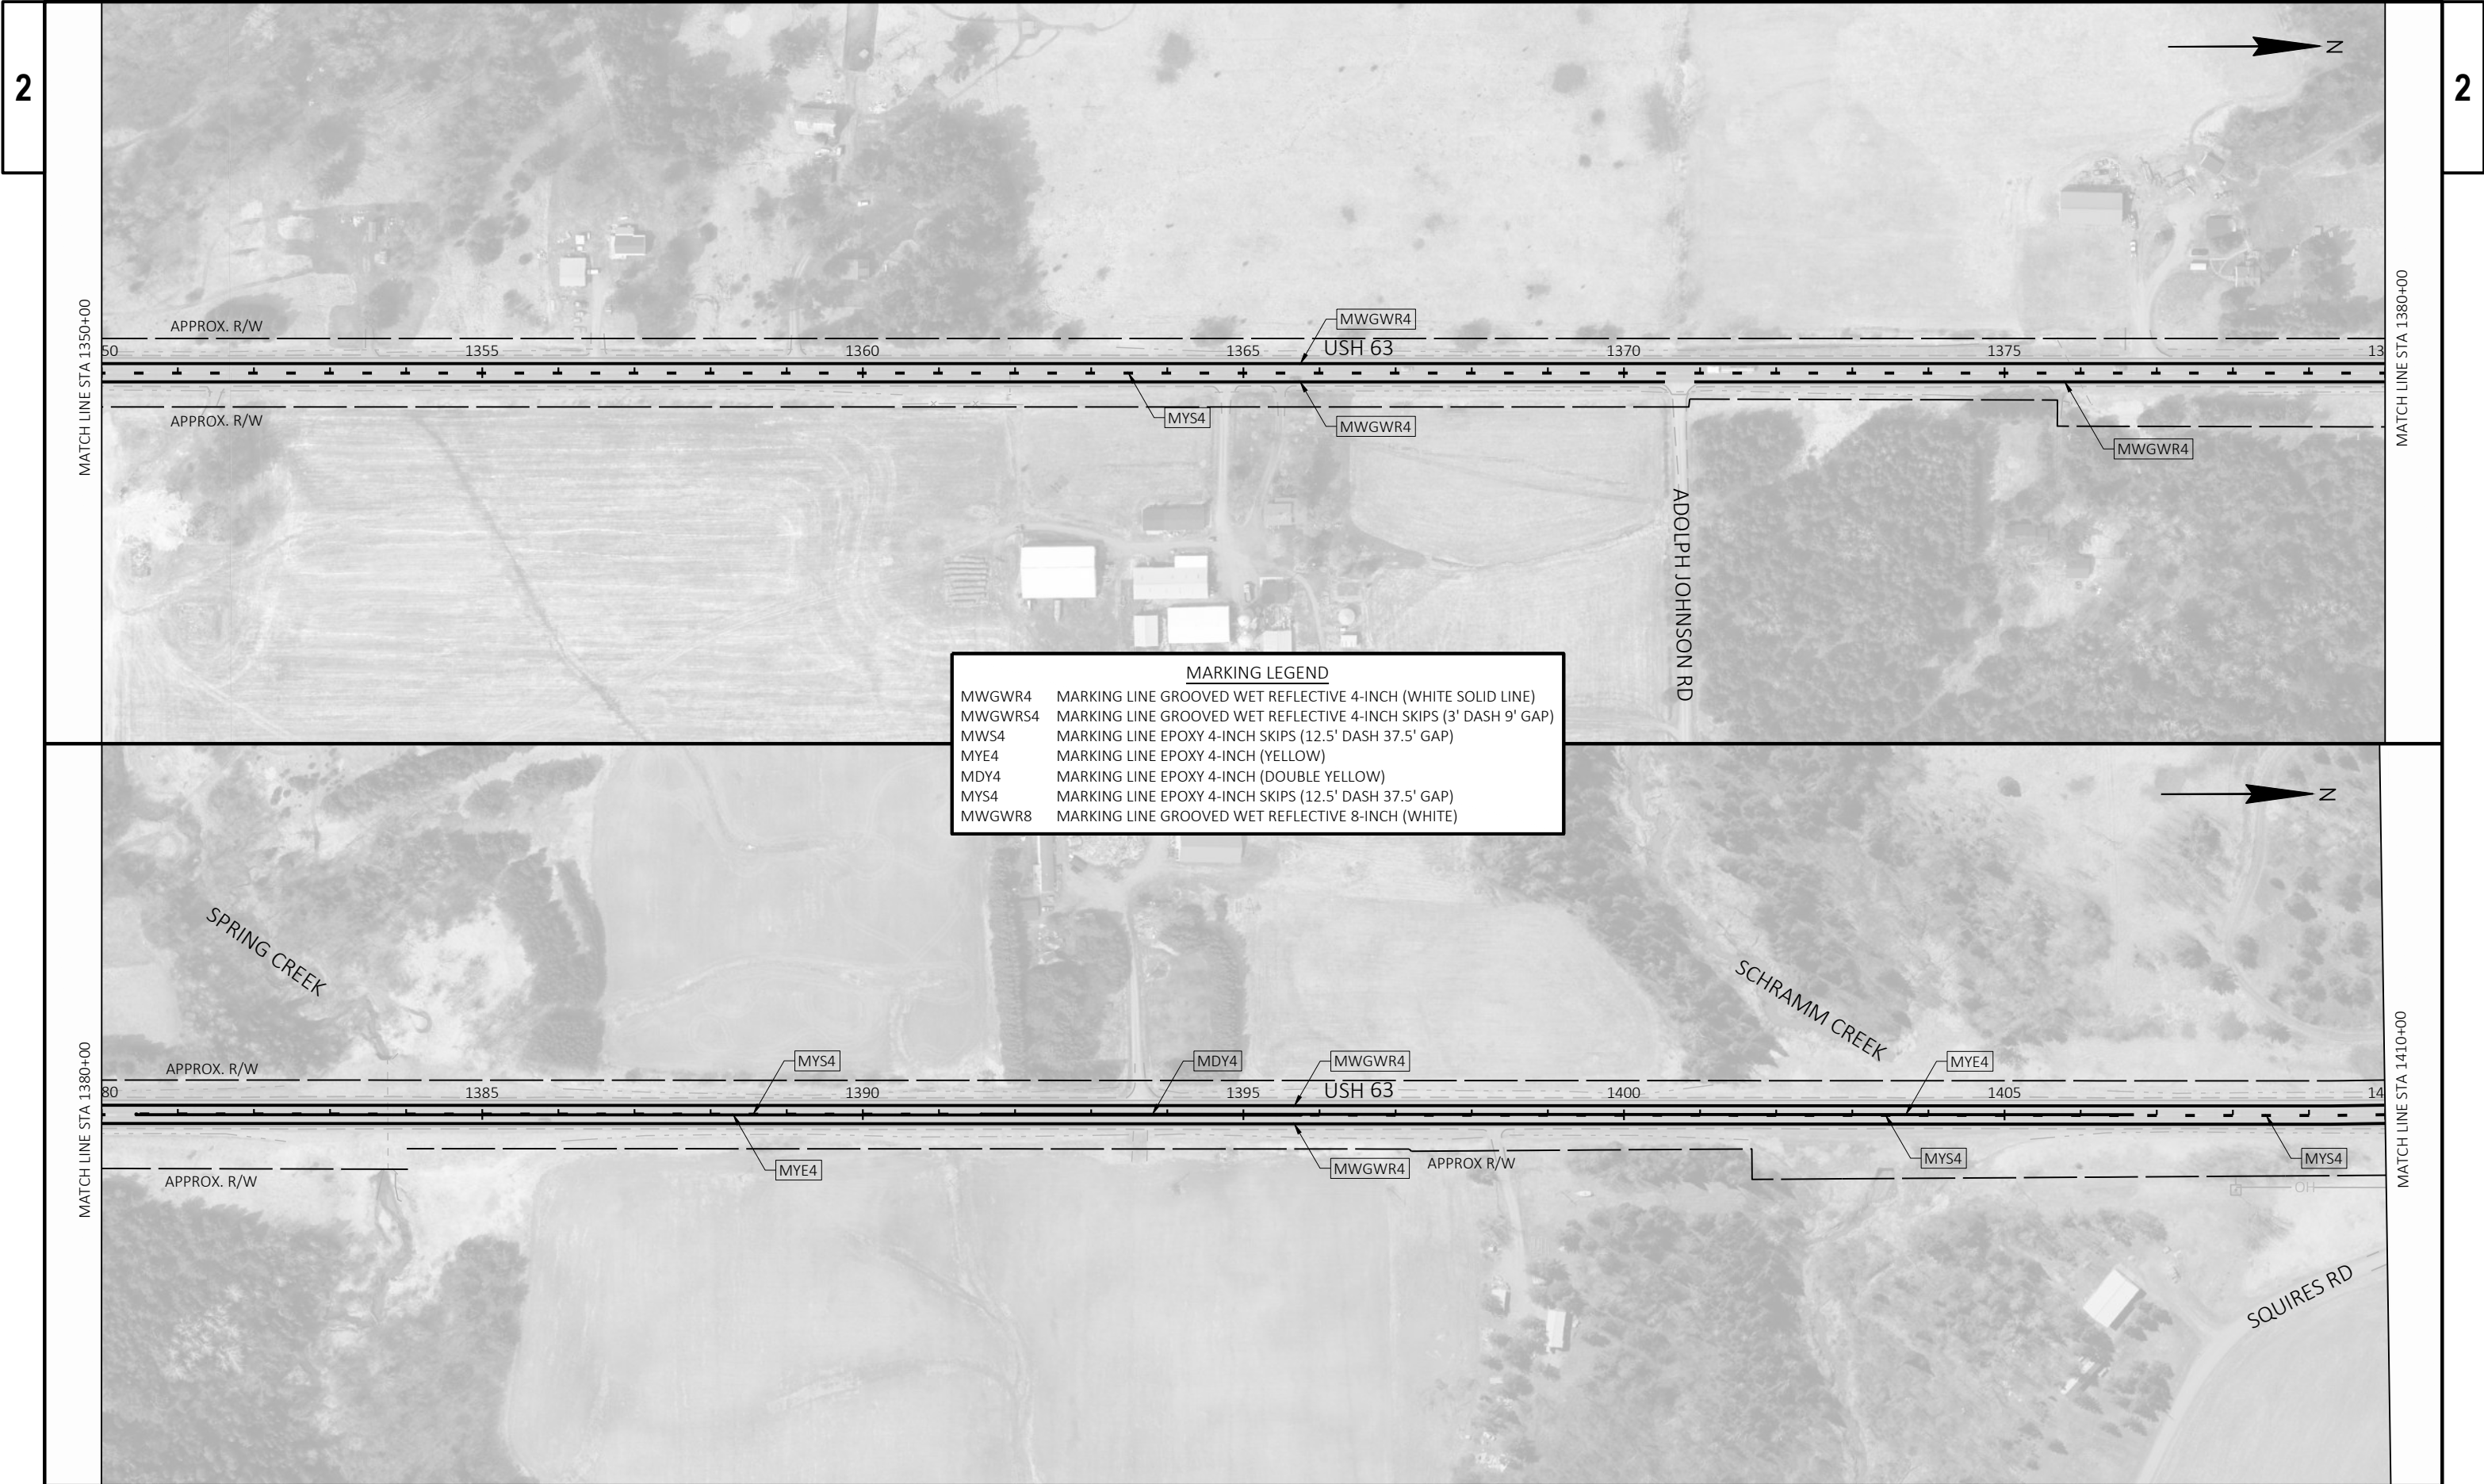 2
2
N
MATCH LINE STA 1350+00
MATCH LINE STA 1380+00
APPROX. R/W
MWGWR4
50
1355
1360
1365
USH 63
1370
1375
13
APPROX. R/W
MYS4
MWGWR4
MWGWR4
ADOLPH JOHNSON RD
MARKING LEGEND
MWGWR4 MARKING LINE GROOVED WET REFLECTIVE 4-INCH (WHITE SOLID LINE)
MWGWRS4 MARKING LINE GROOVED WET REFLECTIVE 4-INCH SKIPS (3' DASH 9' GAP)
MWS4 MARKING LINE EPOXY 4-INCH SKIPS (12.5' DASH 37.5' GAP)
MYE4 MARKING LINE EPOXY 4-INCH (YELLOW)
MDY4 MARKING LINE EPOXY 4-INCH (DOUBLE YELLOW)
MYS4 MARKING LINE EPOXY 4-INCH SKIPS (12.5' DASH 37.5' GAP)
MWGWR8 MARKING LINE GROOVED WET REFLECTIVE 8-INCH (WHITE)
N
SPRING CREEK
SCHRAMM CREEK
MATCH LINE STA 1380+00
MATCH LINE STA 1410+00
APPROX. R/W
MYS4
MDY4
MWGWR4
MYE4
80
1385
1390
1395
USH 63
1400
1405
14
APPROX. R/W
MYE4
MWGWR4
APPROX R/W
MYS4
MYS4
OH
SQUIRES RD